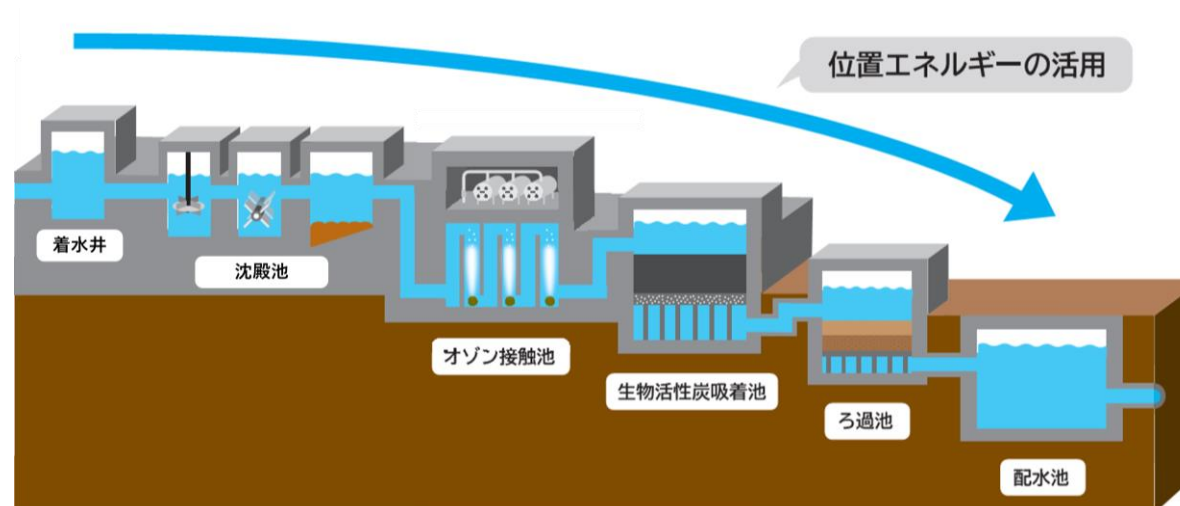 位置エネルギーの活用
着水井
沈殿池
オゾン接触池
生物活性炭吸着池
ろ過池
配水池